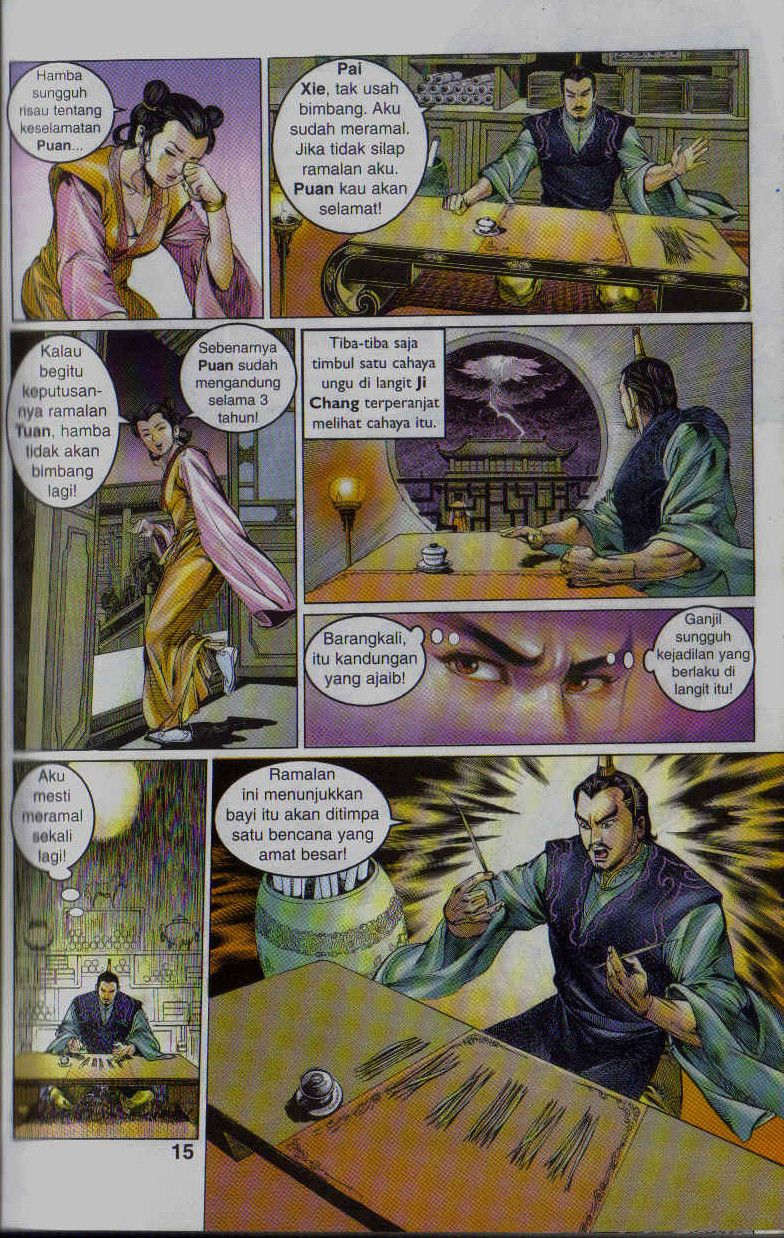 Hamba
sungguh
risau tentang
keselamatan
Puan...
Pai
Xie, tak usah
bimbang. Aku
sudah meramal.
Jika tidak silap
ramalan aku.
Puan kau akan
selamat!
Kalau
begitu
keputusan-
nya ramalan
Tuan, hamba
tidak akan
bimbang
lagi!
Sebenarnya
Puan sudah
mengandung
selama 3
tahun!
Tiba-tiba saja
timbul satu cahaya
ungu di langit Ji
Chang terperanjat
melihat cahaya itu.
Barangkali,
itu kandungan
yang ajaib!
Ganjil
sungguh
kejadilan yang
berlaku di
langit itu!
Aku
mesti
meramal
sekali
lagi!
Ramalan
ini menunjukkan
bayi itu akan ditimpa
satu bencana yang
amat besar!
15